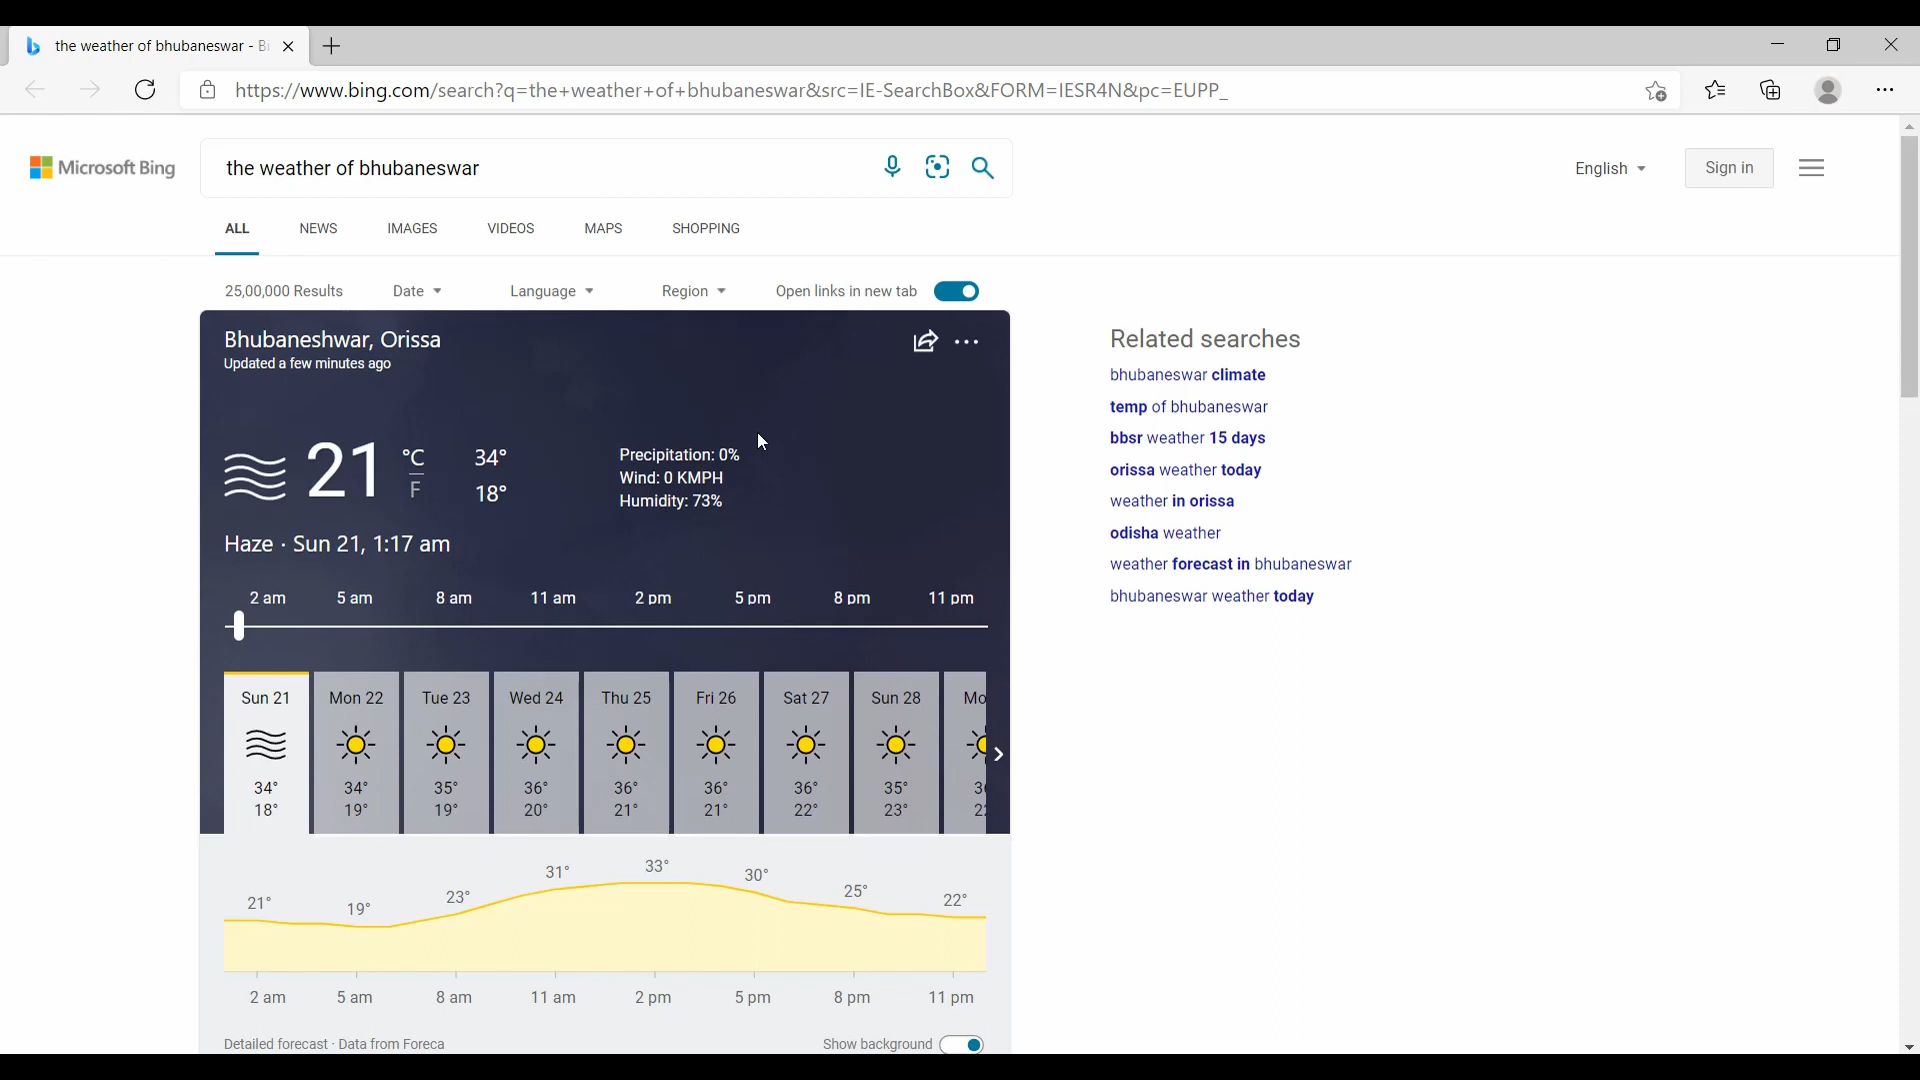 the weather of bhubaneswar - Bi
https://www.bing.com/search?q=the+weather+of+bhubaneswar&src=IE-SearchBox&FORM=IESR4N&pc=EUPP_
Microsoft Bing
the weather of bhubaneswar
English
Sign in
ALL NEWS IMAGES VIDEOS MAPS SHOPPING
25,00,000 Results Date Language Region Open links in new tab
Bhubaneshwar, Orissa
Updated a few minutes ago
21 °C
F
34°
18°
Precipitation: 0%
Wind: 0 KMPH
Humidity: 73%
Haze · Sun 21, 1:17 am
2 am 5 am 8 am 11 am 2 pm 5 pm 8 pm 11 pm
Sun 21 Mon 22 Tue 23 Wed 24 Thu 25 Fri 26 Sat 27 Sun 28 Mo
34° 34° 35° 36° 36° 36° 36° 35° 3
18° 19° 19° 20° 21° 21° 22° 23° 2
21° 19° 23° 31° 33° 30° 25° 22°
2 am 5 am 8 am 11 am 2 pm 5 pm 8 pm 11 pm
Detailed forecast · Data from Foreca
Show background
Related searches
bhubaneswar climate
temp of bhubaneswar
bbsr weather 15 days
orissa weather today
weather in orissa
odisha weather
weather forecast in bhubaneswar
bhubaneswar weather today